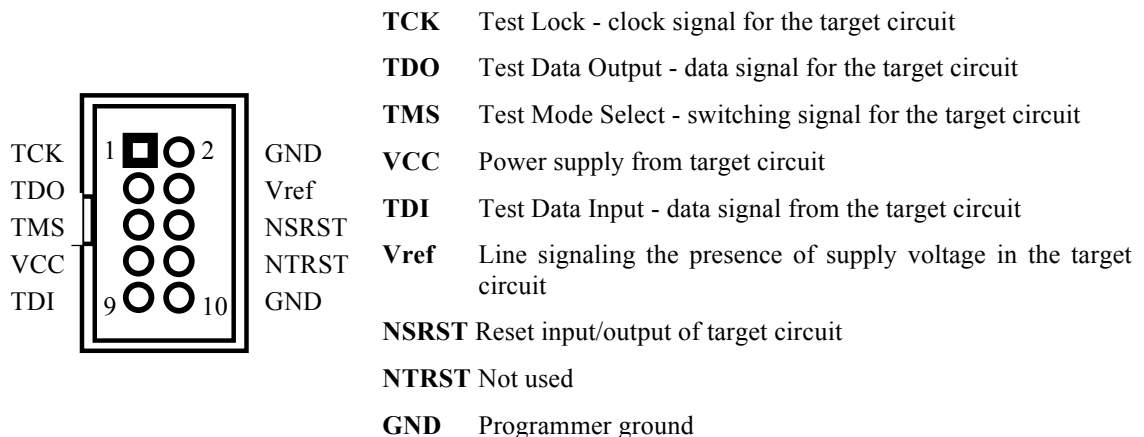 TCK Test Lock - clock signal for the target circuit
TDO Test Data Output - data signal for the target circuit
TMS Test Mode Select - switching signal for the target circuit
VCC Power supply from target circuit
TDI Test Data Input - data signal from the target circuit
Vref Line signaling the presence of supply voltage in the target
circuit
NSRST Reset input/output of target circuit
NTRST Not used
GND Programmer ground
TCK 1 2 GND
TDO Vref
TMS NSRST
VCC NTRST
TDI 9 10 GND